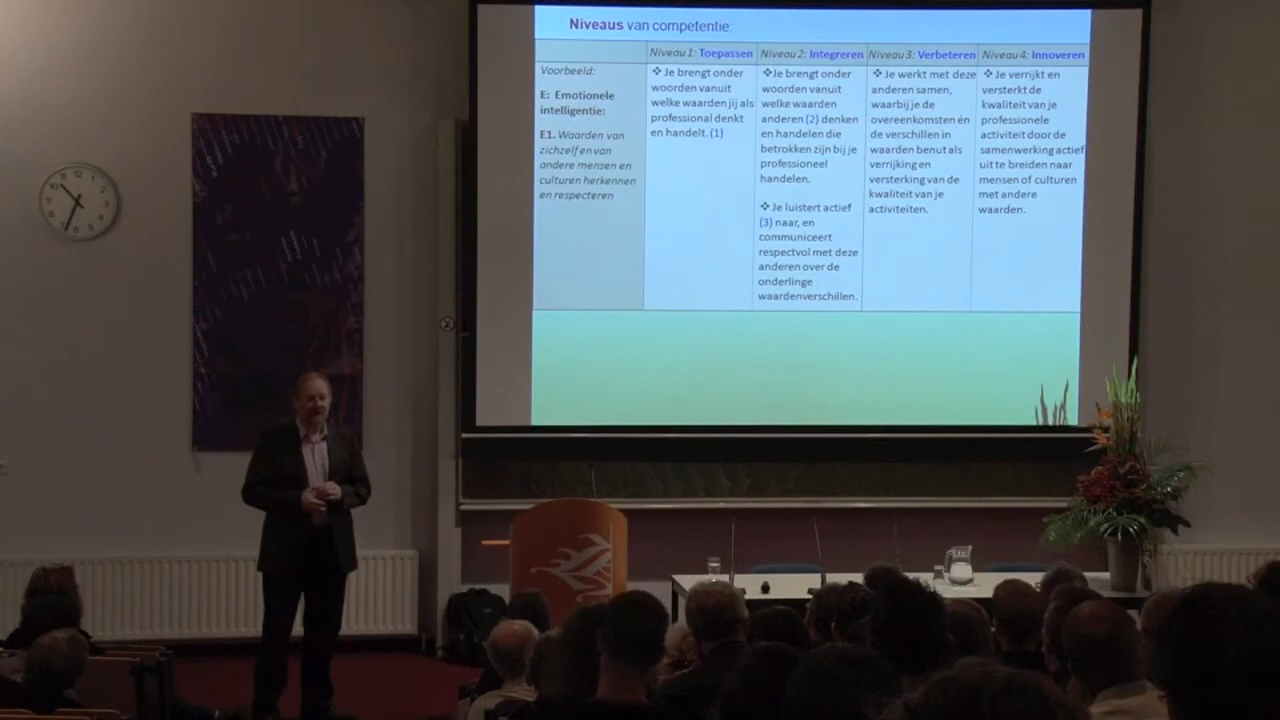 Niveaus van competentie:
Niveau 1: Toepassen
Niveau 2: Integreren
Niveau 3: Verbeteren
Niveau 4: Innoveren
Voorbeeld:
E: Emotionele
intelligentie:
E1. Waarden van
zichzelf en van
andere mensen en
culturen herkennen
en respecteren
❖ Je brengt onder
woorden vanuit
welke waarden jij als
professional denkt
en handelt. (1)
❖ Je brengt onder
woorden vanuit
welke waarden
anderen (2) denken
en handelen die
betrokken zijn bij je
professioneel
handelen.
❖ Je luistert actief
(3) naar, en
communiceert
respectvol met deze
anderen over de
onderlinge
waardenverschillen.
❖ Je werkt met deze
anderen samen,
waarbij je de
overeenkomsten én
de verschillen in
waarden benut als
verrijking en
versterking van de
kwaliteit van je
activiteiten.
❖ Je verrijkt en
versterkt de
kwaliteit van je
professionele
activiteit door de
samenwerking actief
uit te breiden naar
mensen of culturen
met andere
waarden.